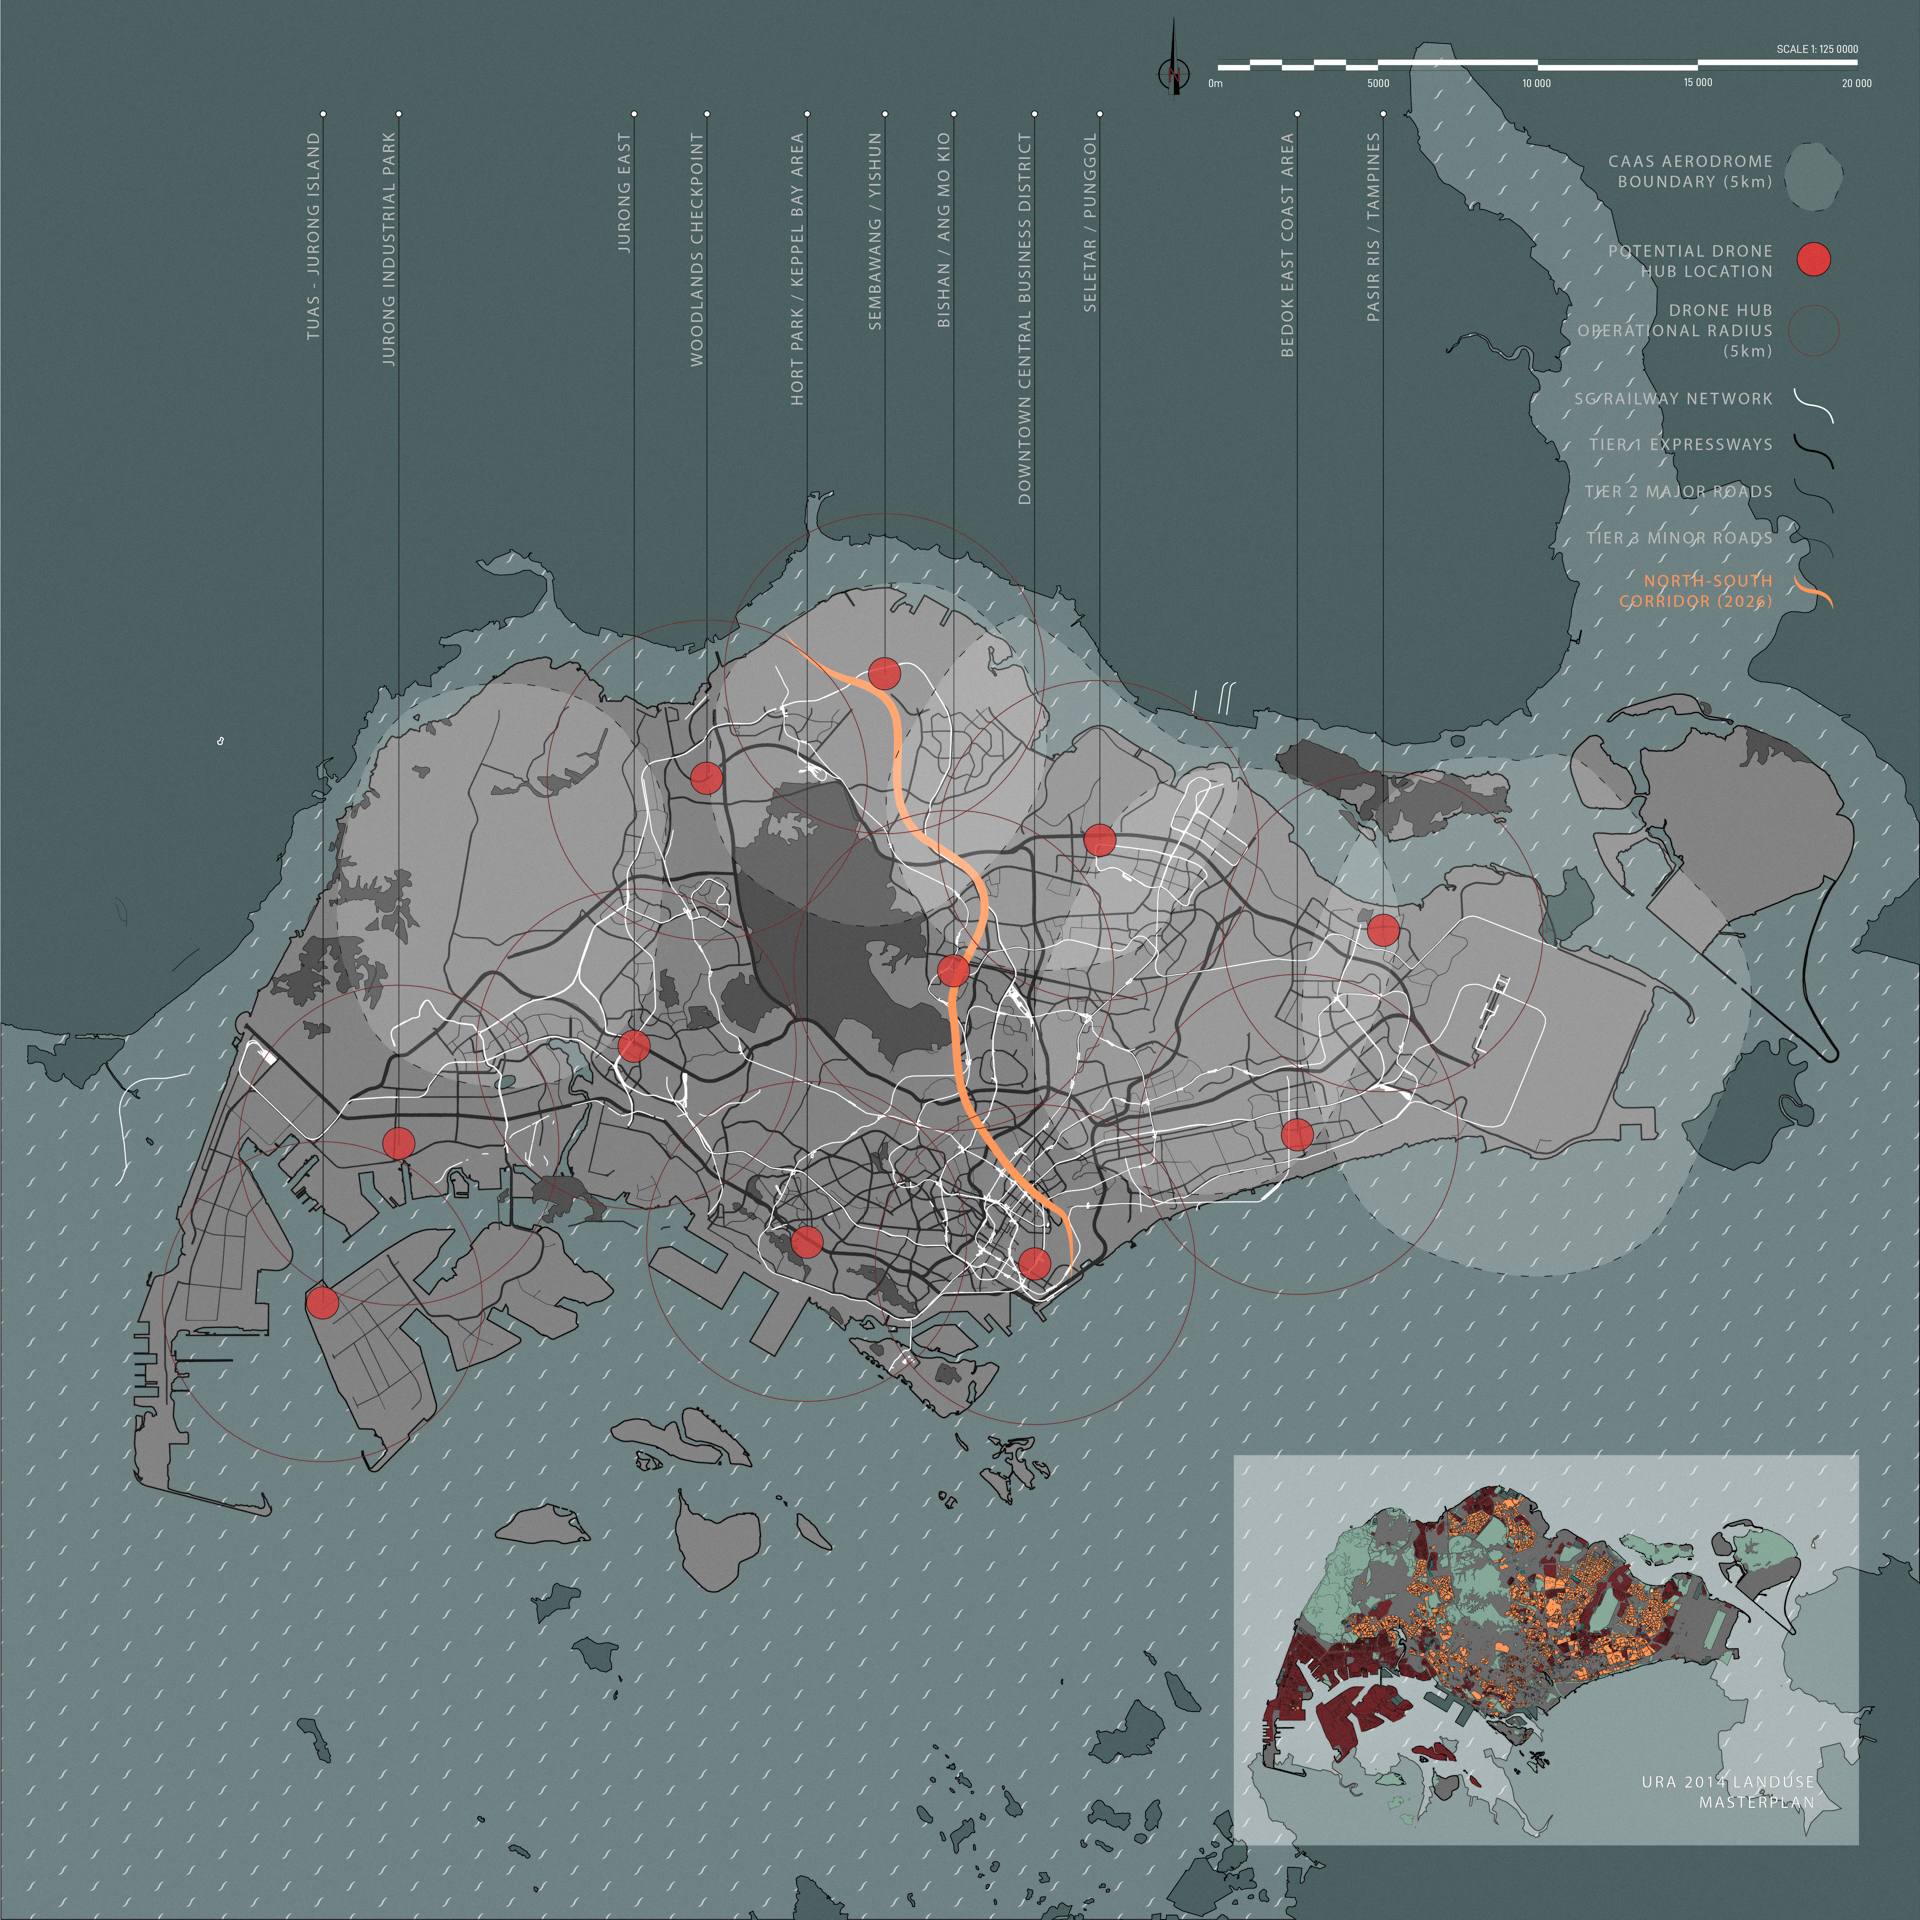 SCALE 1: 125 0000
0m
5000
10 000
15 000
20 000
TUAS - JURONG ISLAND
JURONG INDUSTRIAL PARK
JURONG EAST
WOODLANDS CHECKPOINT
HORT PARK / KEPPEL BAY AREA
SEMBAWANG / YISHUN
BISHAN / ANG MO KIO
DOWNTOWN CENTRAL BUSINESS DISTRICT
SELETAR / PUNGGOL
BEDOK EAST COAST AREA
PASIR RIS / TAMPINES
CAAS AERODROME
BOUNDARY (5km)
POTENTIAL DRONE
HUB LOCATION
DRONE HUB
OPERATIONAL RADIUS
(5km)
SG RAILWAY NETWORK
TIER 1 EXPRESSWAYS
TIER 2 MAJOR ROADS
TIER 3 MINOR ROADS
NORTH-SOUTH
CORRIDOR (2026)
URA 2014 LANDUSE
MASTERPLAN